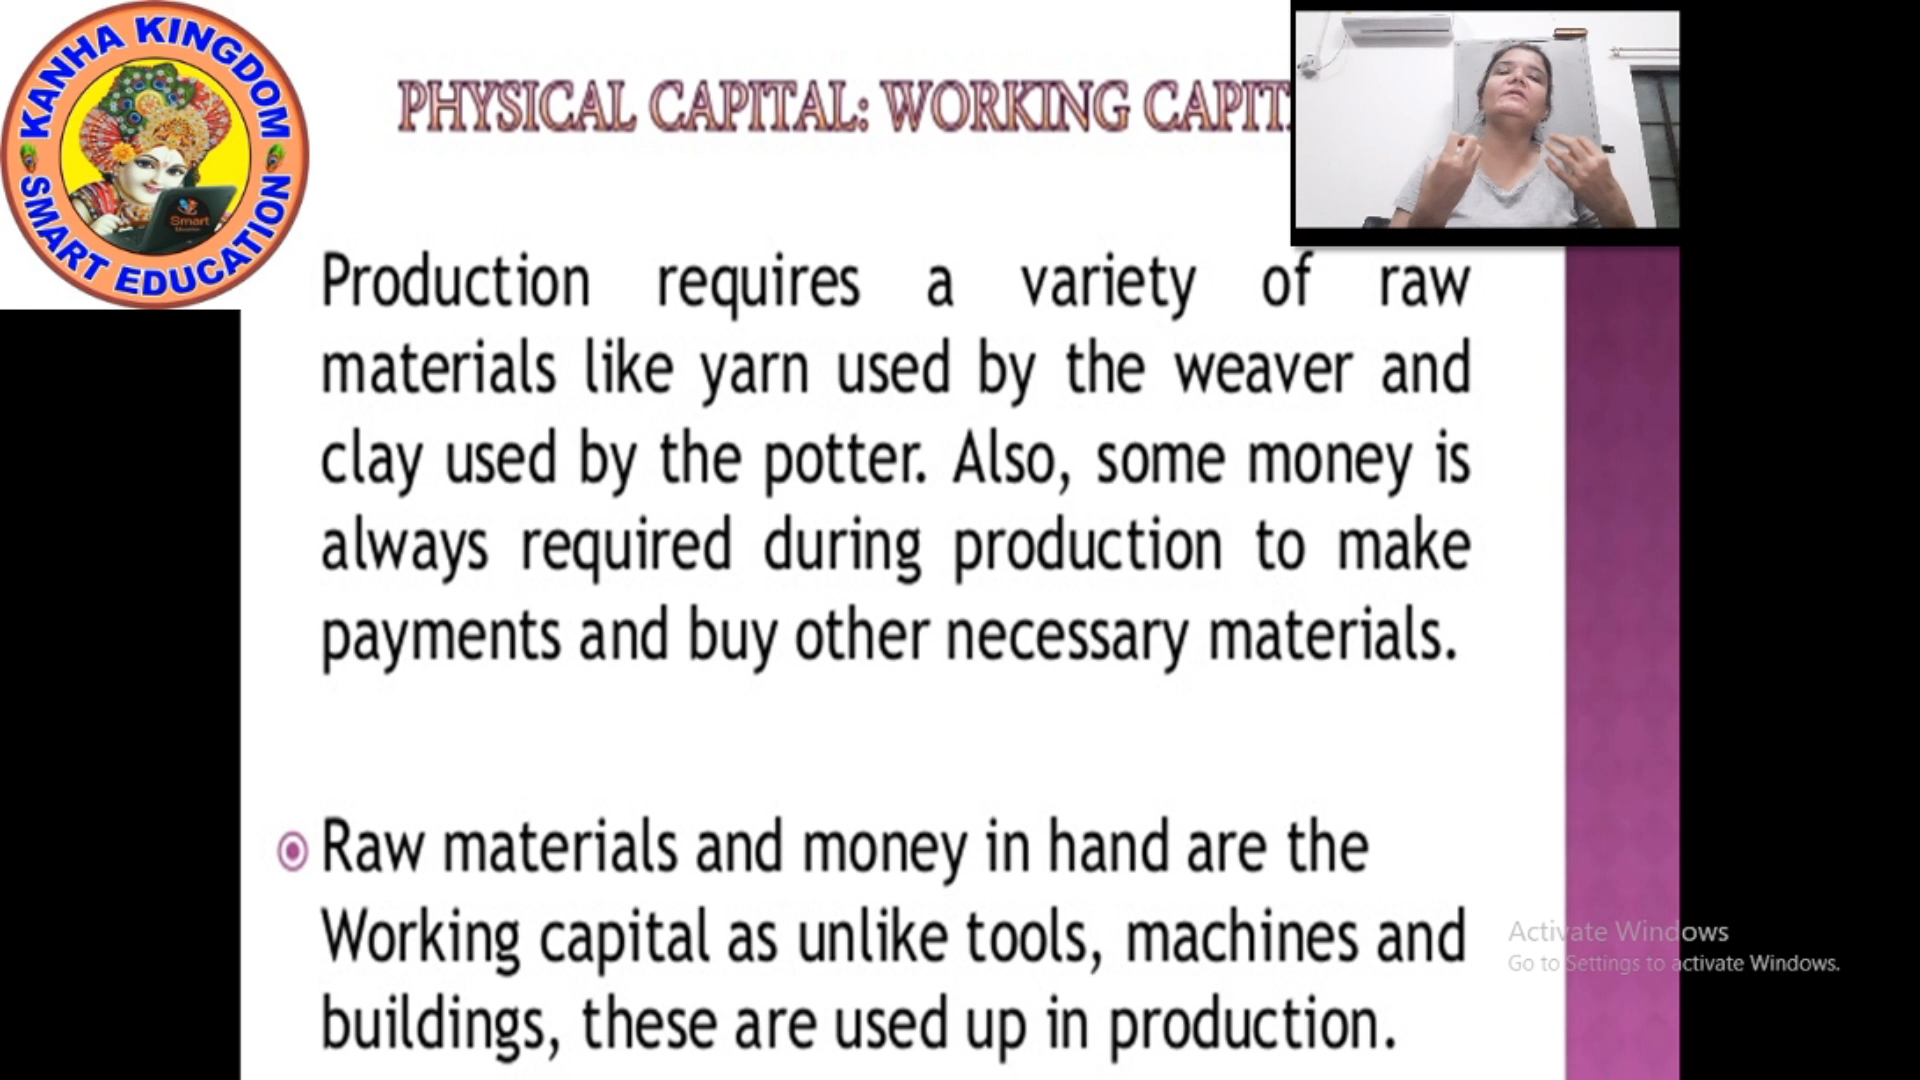 KANHA KINGDOM
SMART EDUCATION
Smart
PHYSICAL CAPITAL: WORKING CAPIT
Production requires a variety of raw
materials like yarn used by the weaver and
clay used by the potter. Also, some money is
always required during production to make
payments and buy other necessary materials.
Raw materials and money in hand are the
Working capital as unlike tools, machines and
buildings, these are used up in production.
Activate Windows
Go to Settings to activate Windows.